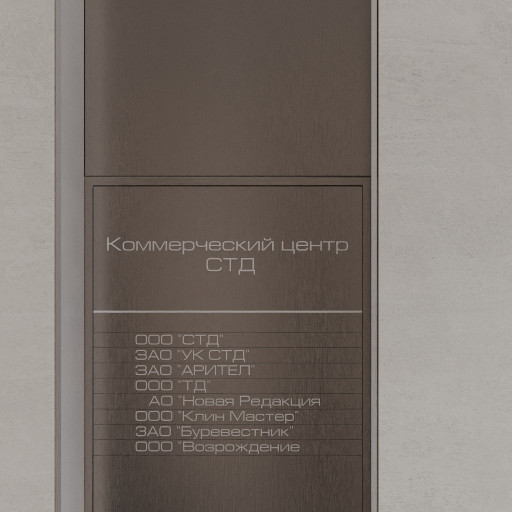 Коммерческий центр
СТД
ООО "СТД"
ЗАО "УК СТД"
ЗАО "АРИТЕЛ"
ООО "ТД"
АО "Новая Редакция
ООО "Клин Мастер"
ЗАО "Буревестник"
ООО "Возрождение